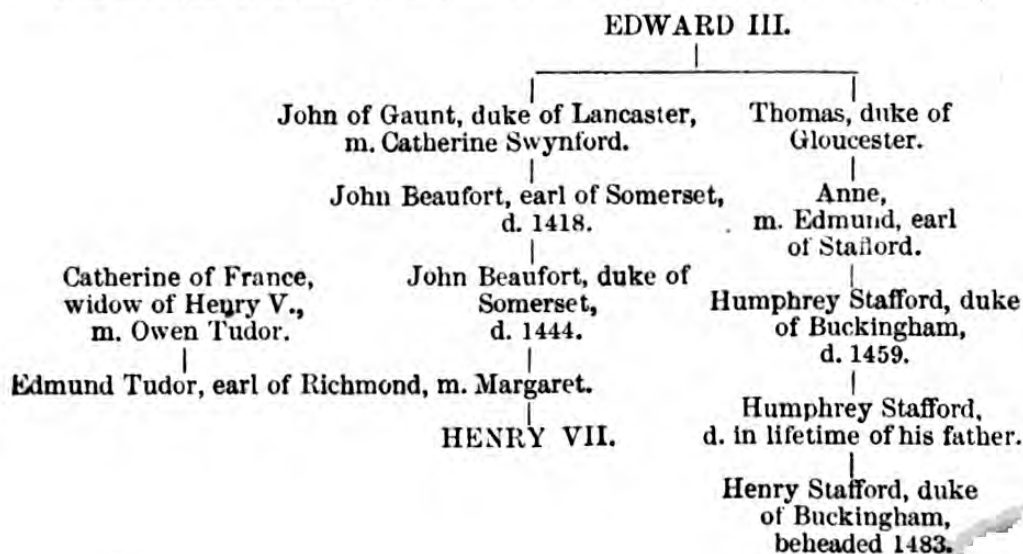 EDWARD III.
John of Gaunt, duke of Lancaster,
m. Catherine Swynford.
Thomas, duke of
Gloucester.
John Beaufort, earl of Somerset,
d. 1418.
Anne,
m. Edmund, earl
of Stafford.
Catherine of France,
widow of Henry V.,
m. Owen Tudor.
John Beaufort, duke of
Somerset,
d. 1444.
Humphrey Stafford, duke
of Buckingham,
d. 1459.
Edmund Tudor, earl of Richmond, m. Margaret.
HENRY VII.
Humphrey Stafford,
d. in lifetime of his father.
Henry Stafford, duke
of Buckingham,
beheaded 1483.